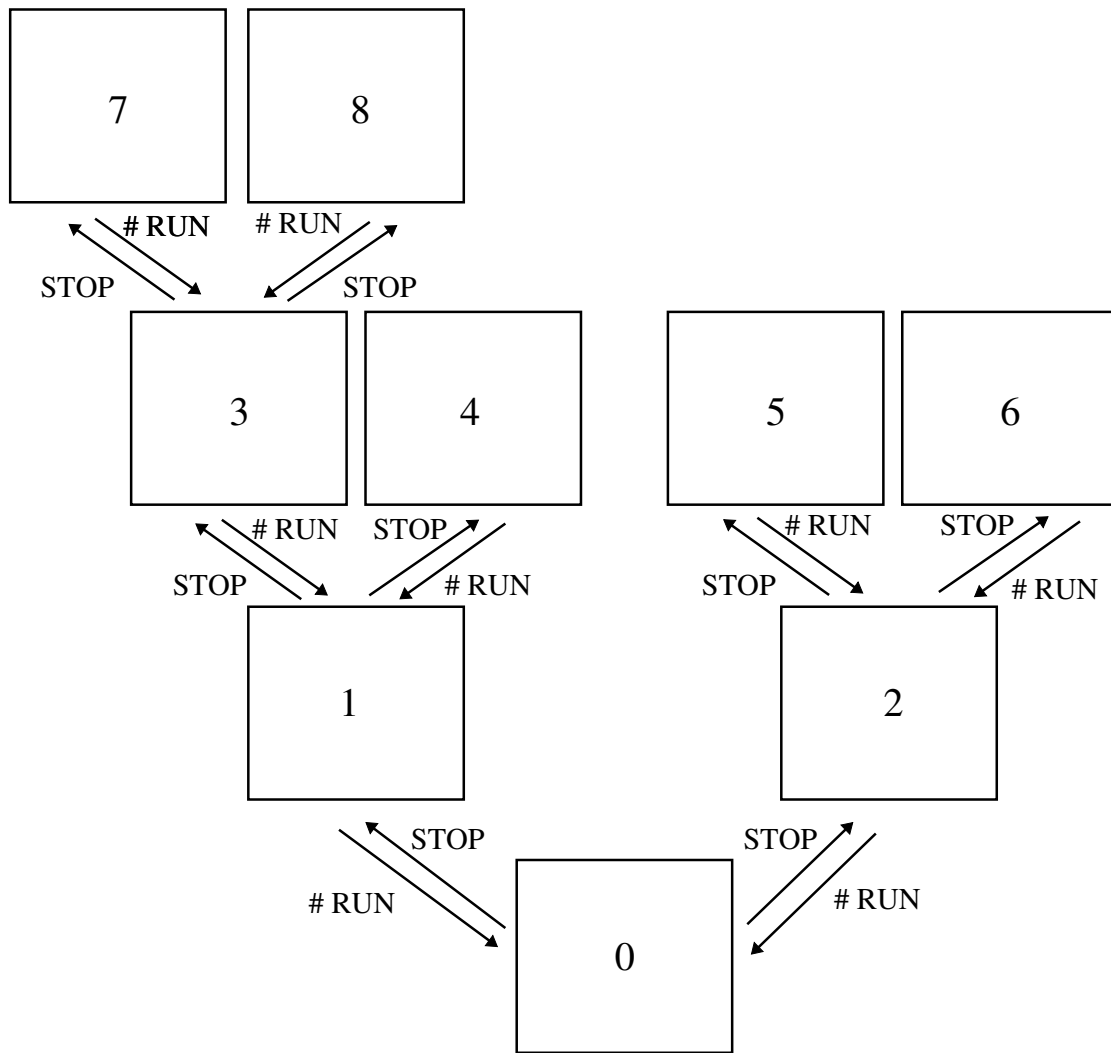 7 8
# RUN # RUN
STOP STOP
3 4 5 6
# RUN STOP # RUN STOP
STOP # RUN STOP # RUN
1 2
STOP STOP
# RUN # RUN
0